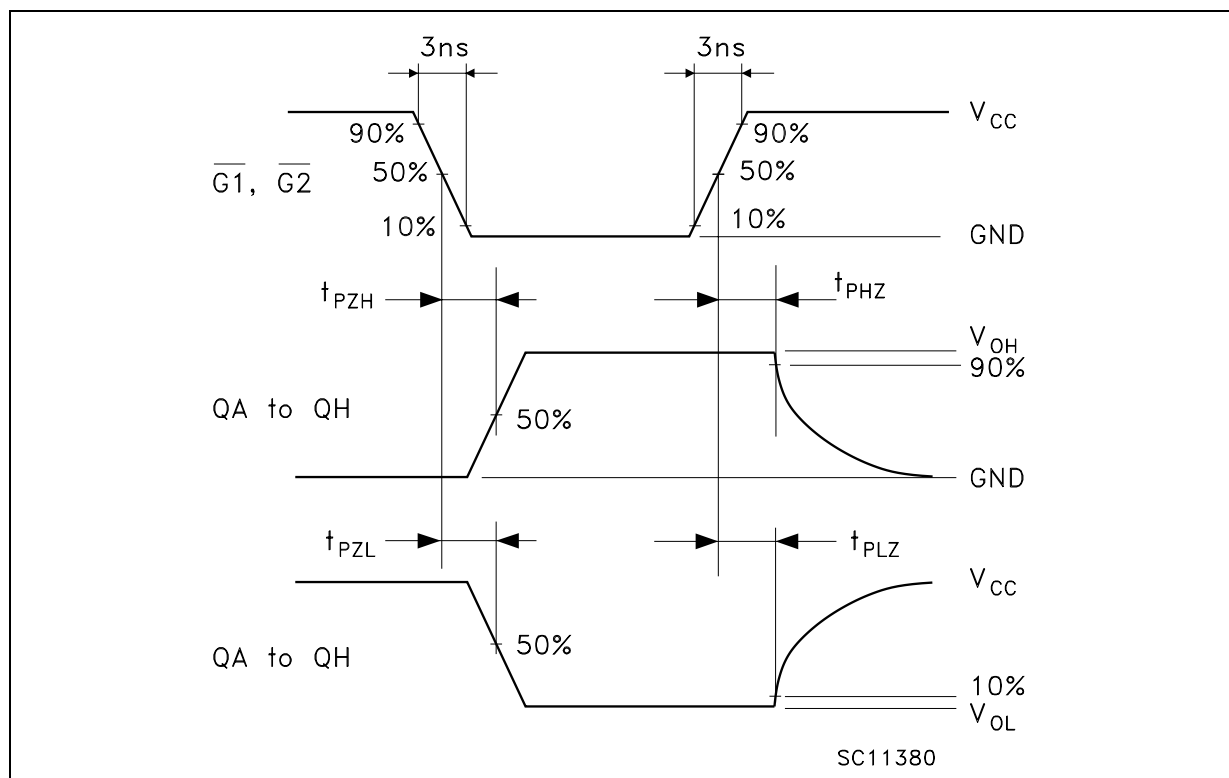 3ns 3ns
V_CC
90% 90%
G1, G2 50% 50%
10% 10%
GND
t_PZH t_PHZ
V_OH
90%
QA to QH 50%
GND
t_PZL t_PLZ
V_CC
QA to QH 50%
10%
V_OL
SC11380